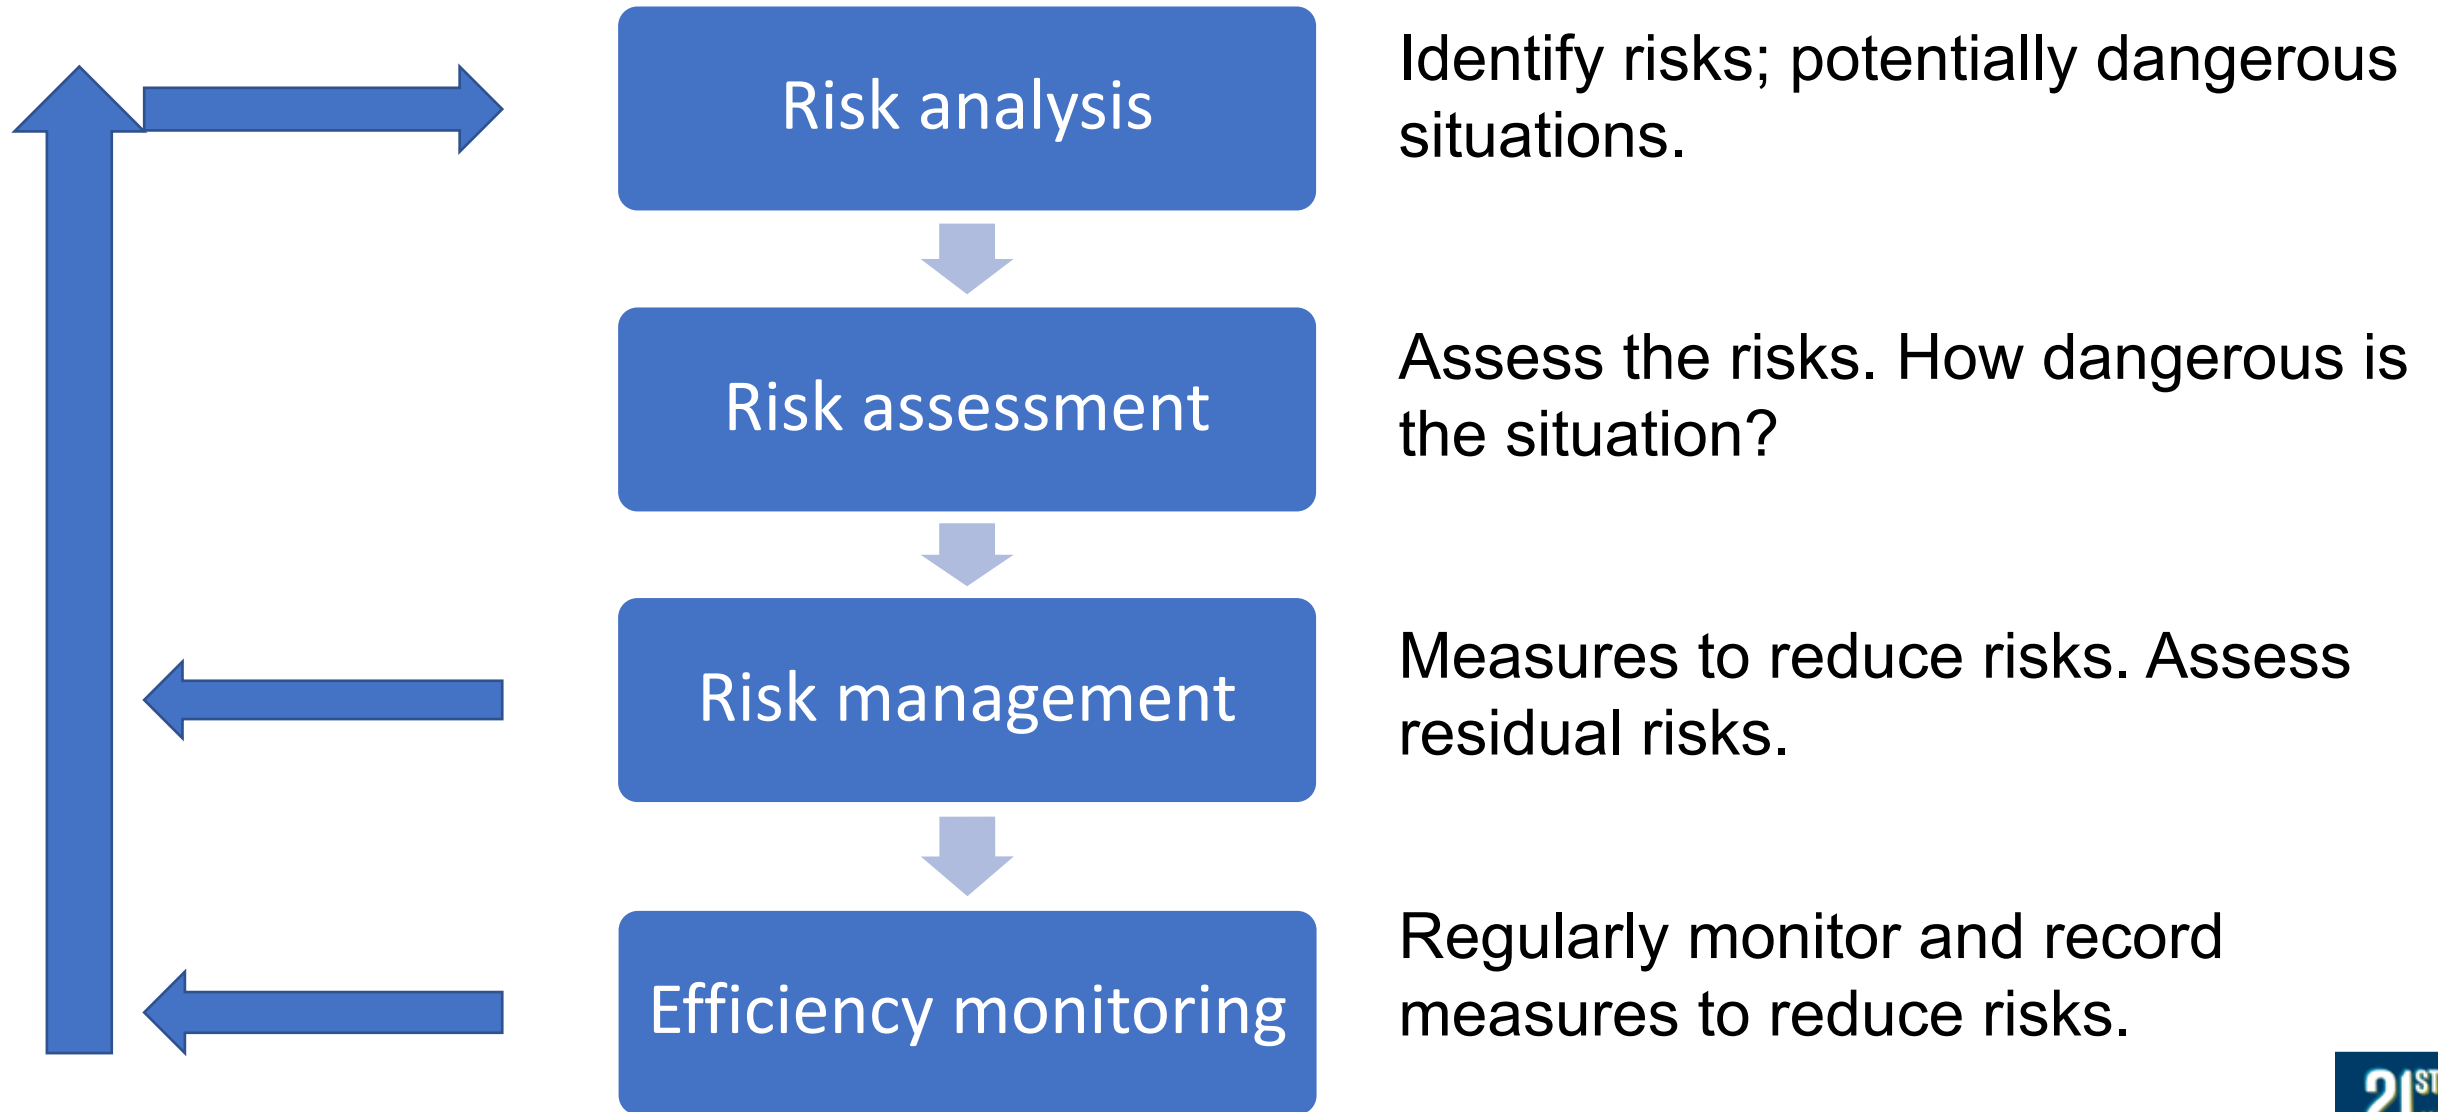 Risk analysis
Identify risks; potentially dangerous
situations.
Risk assessment
Assess the risks. How dangerous is
the situation?
Risk management
Measures to reduce risks. Assess
residual risks.
Efficiency monitoring
Regularly monitor and record
measures to reduce risks.
21ST